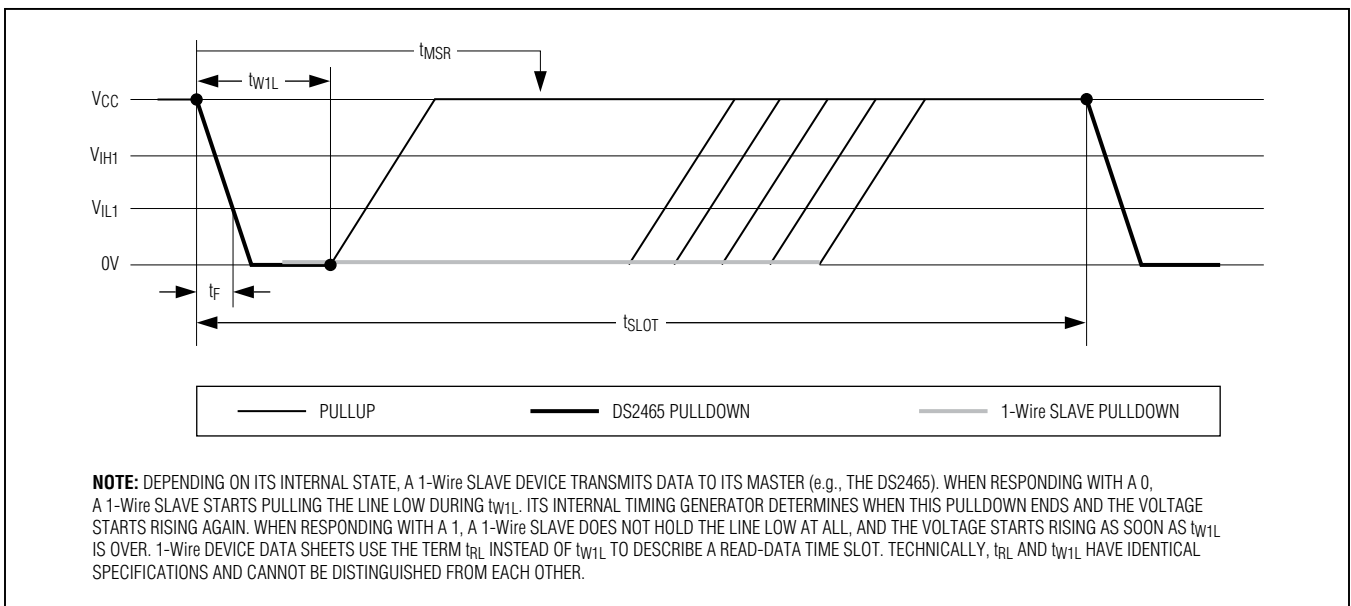 tMSR
tW1L
VCC
VIH1
VIL1
0V
tF
tSLOT
PULLUP
DS2465 PULLDOWN
1-Wire SLAVE PULLDOWN
NOTE: DEPENDING ON ITS INTERNAL STATE, A 1-Wire SLAVE DEVICE TRANSMITS DATA TO ITS MASTER (e.g., THE DS2465). WHEN RESPONDING WITH A 0,
A 1-Wire SLAVE STARTS PULLING THE LINE LOW DURING tW1L. ITS INTERNAL TIMING GENERATOR DETERMINES WHEN THIS PULLDOWN ENDS AND THE VOLTAGE
STARTS RISING AGAIN. WHEN RESPONDING WITH A 1, A 1-Wire SLAVE DOES NOT HOLD THE LINE LOW AT ALL, AND THE VOLTAGE STARTS RISING AS SOON AS tW1L
IS OVER. 1-Wire DEVICE DATA SHEETS USE THE TERM tRL INSTEAD OF tW1L TO DESCRIBE A READ-DATA TIME SLOT. TECHNICALLY, tRL AND tW1L HAVE IDENTICAL
SPECIFICATIONS AND CANNOT BE DISTINGUISHED FROM EACH OTHER.